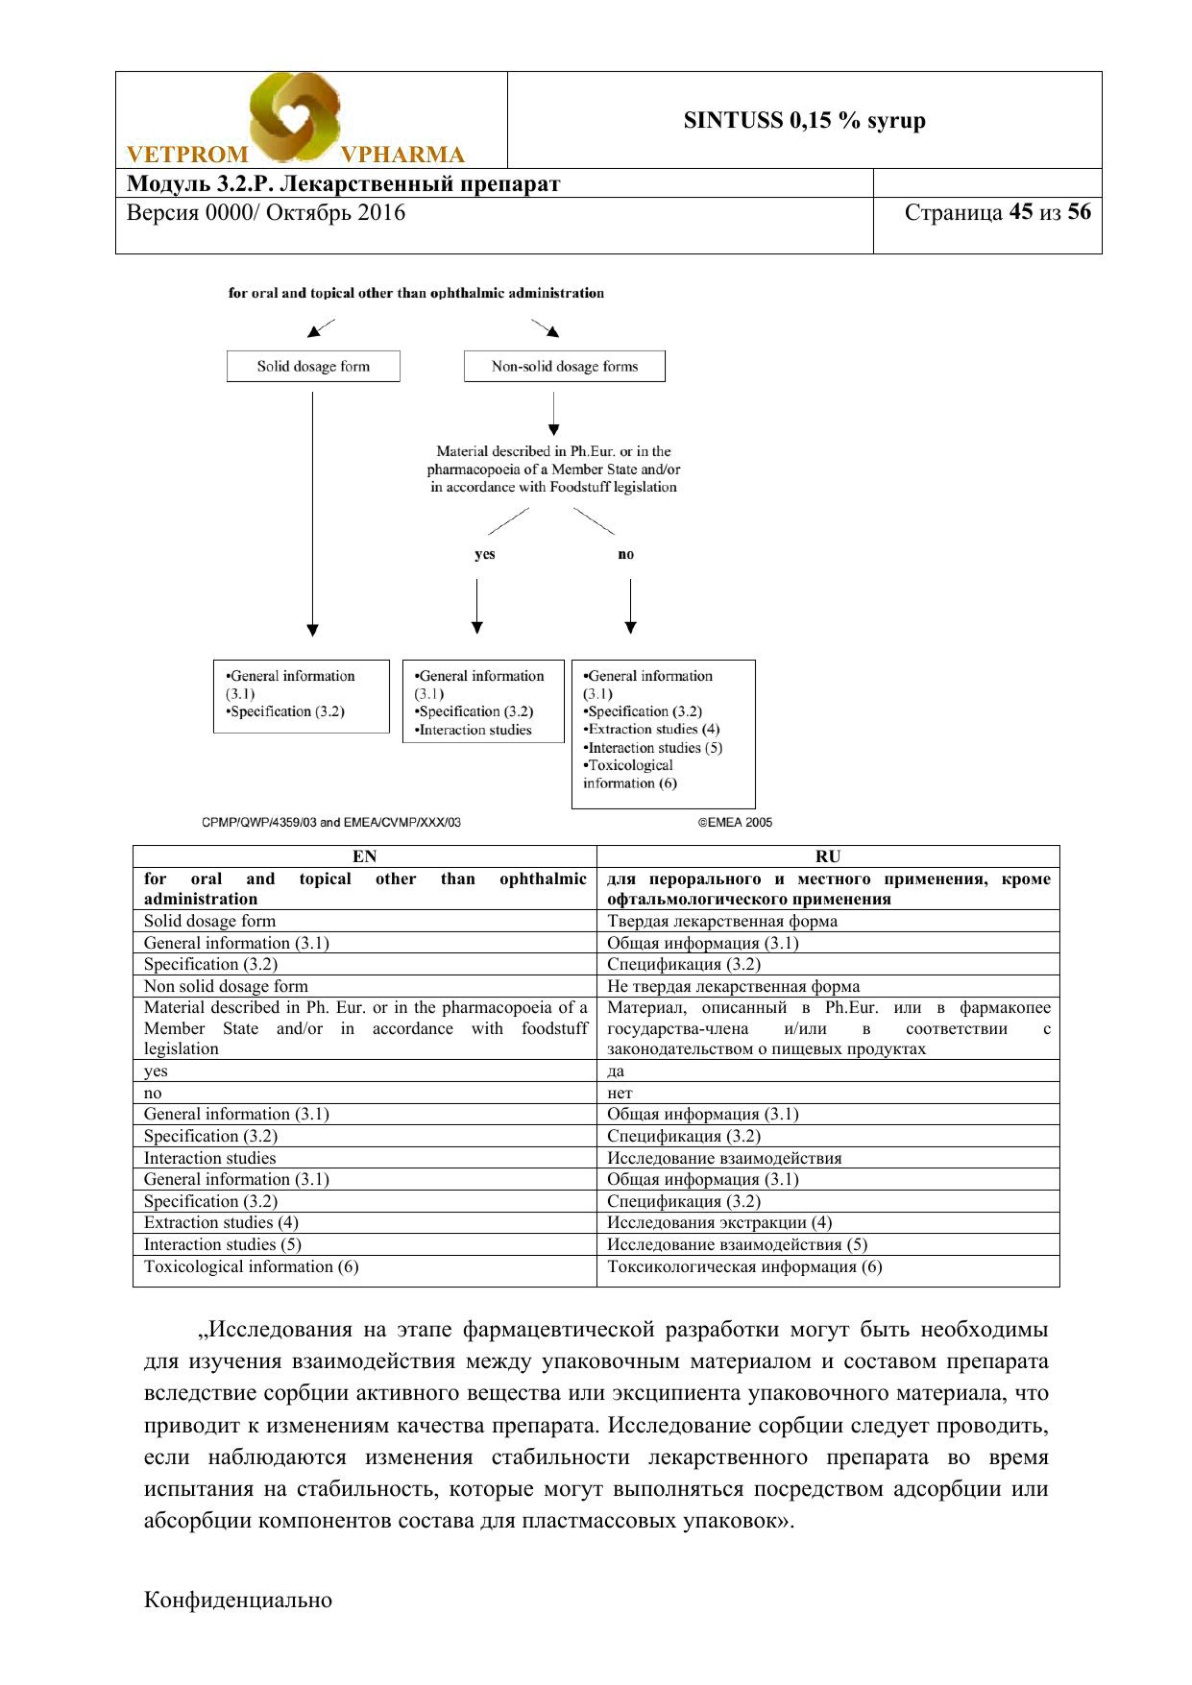 VETPROM VPHARMA
SINTUSS 0,15 % syrup
Модуль 3.2.P. Лекарственный препарат
Версия 0000/ Октябрь 2016
Страница 45 из 56
for oral and topical other than ophthalmic administration
Solid dosage form
Non-solid dosage forms
Material described in Ph.Eur. or in the
pharmacopoeia of a Member State and/or
in accordance with Foodstuff legislation
yes
no
•General information
(3.1)
•Specification (3.2)
•General information
(3.1)
•Specification (3.2)
•Interaction studies
•General information
(3.1)
•Specification (3.2)
•Extraction studies (4)
•Interaction studies (5)
•Toxicological
information (6)
CPMP/QWP/4359/03 and EMEA/CVMP/XXX/03
©EMEA 2005
EN
RU
for oral and topical other than ophthalmic
administration
для перорального и местного применения, кроме
офтальмологического применения
Solid dosage form
Твердая лекарственная форма
General information (3.1)
Общая информация (3.1)
Specification (3.2)
Спецификация (3.2)
Non solid dosage form
Не твердая лекарственная форма
Material described in Ph. Eur. or in the pharmacopoeia of a
Member State and/or in accordance with foodstuff
legislation
Материал, описанный в Ph.Eur. или в фармакопее
государства-члена и/или в соответствии с
законодательством о пищевых продуктах
yes
да
no
нет
General information (3.1)
Общая информация (3.1)
Specification (3.2)
Спецификация (3.2)
Interaction studies
Исследование взаимодействия
General information (3.1)
Общая информация (3.1)
Specification (3.2)
Спецификация (3.2)
Extraction studies (4)
Исследования экстракции (4)
Interaction studies (5)
Исследование взаимодействия (5)
Toxicological information (6)
Токсикологическая информация (6)
„Исследования на этапе фармацевтической разработки могут быть необходимы
для изучения взаимодействия между упаковочным материалом и составом препарата
вследствие сорбции активного вещества или эксципиента упаковочного материала, что
приводит к изменениям качества препарата. Исследование сорбции следует проводить,
если наблюдаются изменения стабильности лекарственного препарата во время
испытания на стабильность, которые могут выполняться посредством адсорбции или
абсорбции компонентов состава для пластмассовых упаковок».
Конфиденциально